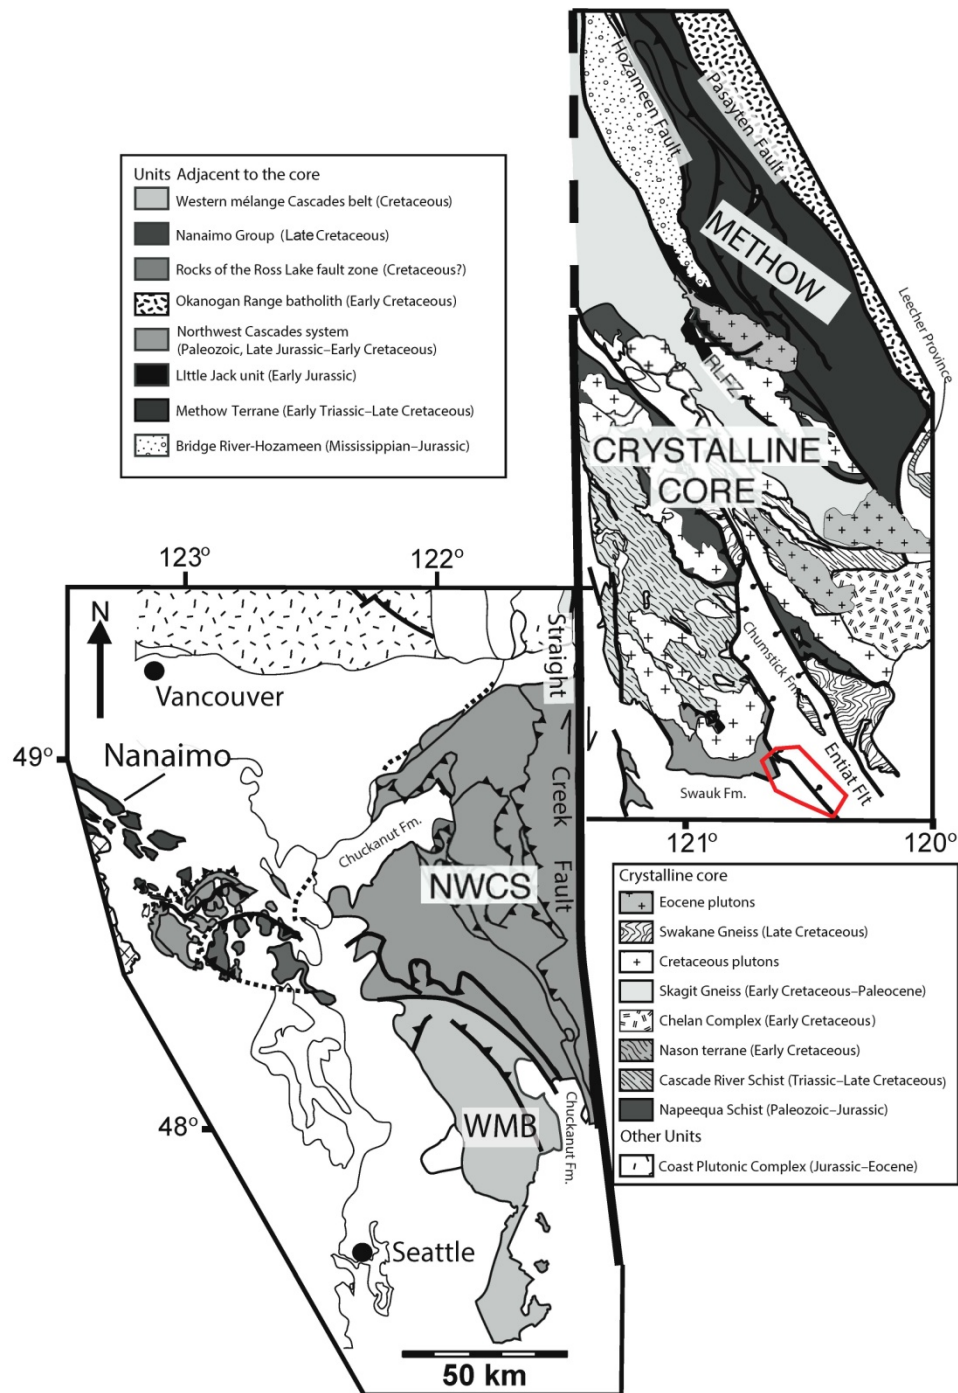 Units Adjacent to the core
Western mélange Cascades belt (Cretaceous)
Nanaimo Group (Late Cretaceous)
Rocks of the Ross Lake fault zone (Cretaceous?)
Okanogan Range batholith (Early Cretaceous)
Northwest Cascades system
(Paleozoic, Late Jurassic–Early Cretaceous)
LIttle Jack unit (Early Jurassic)
Methow Terrane (Early Triassic–Late Cretaceous)
Bridge River-Hozameen (Mississippian–Jurassic)
Hozameen Fault
Pasayten Fault
METHOW
Leecher Province
RLFZ
CRYSTALLINE
CORE
Chumstick Fm.
Entiat Flt
Swauk Fm.
121º
120º
123º
122º
N
Vancouver
49º
Nanaimo
Straight
Creek
Fault
Chuckanut Fm.
NWCS
48º
WMB
Chuckanut Fm.
Seattle
50 km
Crystalline core
Eocene plutons
Swakane Gneiss (Late Cretaceous)
Cretaceous plutons
Skagit Gneiss (Early Cretaceous–Paleocene)
Chelan Complex (Early Cretaceous)
Nason terrane (Early Cretaceous)
Cascade River Schist (Triassic–Late Cretaceous)
Napeequa Schist (Paleozoic–Jurassic)
Other Units
Coast Plutonic Complex (Jurassic–Eocene)